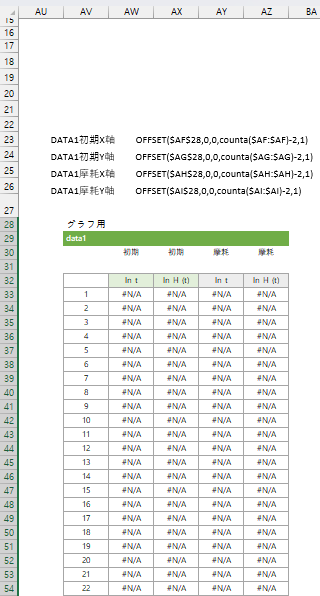 AU AV AW AX AY AZ BA
15
16
17
18
19
20
21
22
23 DATA1初期X軸 OFFSET($AF$28,0,0,counta($AF:$AF)-2,1)
24 DATA1初期Y軸 OFFSET($AG$28,0,0,counta($AG:$AG)-2,1)
25 DATA1摩耗X軸 OFFSET($AH$28,0,0,counta($AH:$AH)-2,1)
26 DATA1摩耗Y軸 OFFSET($AI$28,0,0,counta($AI:$AI)-2,1)
27
28 グラフ用
29 data1
30 初期 初期 摩耗 摩耗
31
32 ln t ln H (t) ln t ln H (t)
33 1 #N/A #N/A #N/A #N/A
34 2 #N/A #N/A #N/A #N/A
35 3 #N/A #N/A #N/A #N/A
36 4 #N/A #N/A #N/A #N/A
37 5 #N/A #N/A #N/A #N/A
38 6 #N/A #N/A #N/A #N/A
39 7 #N/A #N/A #N/A #N/A
40 8 #N/A #N/A #N/A #N/A
41 9 #N/A #N/A #N/A #N/A
42 10 #N/A #N/A #N/A #N/A
43 11 #N/A #N/A #N/A #N/A
44 12 #N/A #N/A #N/A #N/A
45 13 #N/A #N/A #N/A #N/A
46 14 #N/A #N/A #N/A #N/A
47 15 #N/A #N/A #N/A #N/A
48 16 #N/A #N/A #N/A #N/A
49 17 #N/A #N/A #N/A #N/A
50 18 #N/A #N/A #N/A #N/A
51 19 #N/A #N/A #N/A #N/A
52 20 #N/A #N/A #N/A #N/A
53 21 #N/A #N/A #N/A #N/A
54 22 #N/A #N/A #N/A #N/A